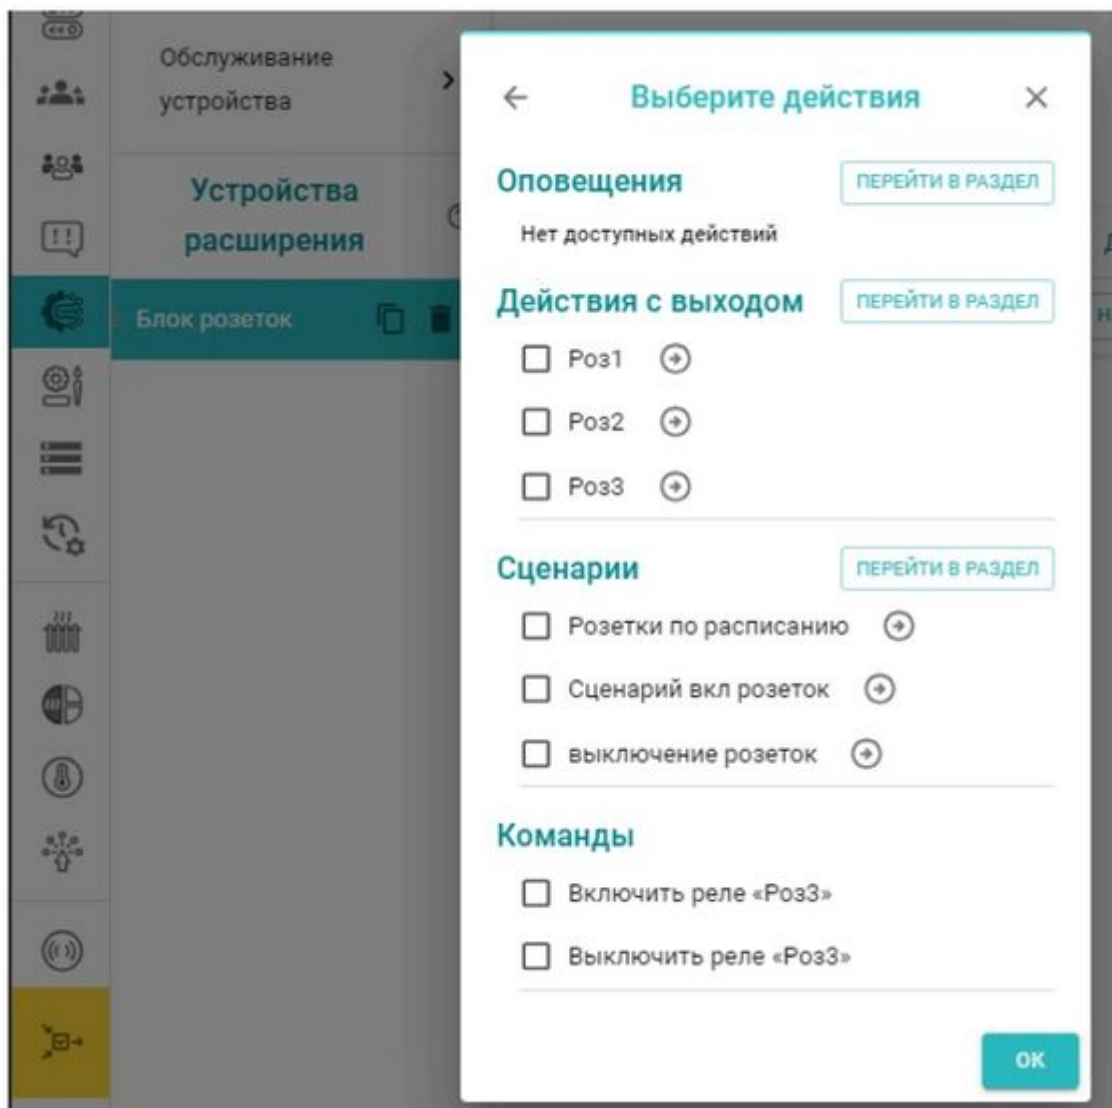 Обслуживание
устройства
Устройства
расширения
Блок розеток
Выберите действия
Оповещения
ПЕРЕЙТИ В РАЗДЕЛ
Нет доступных действий
Действия с выходом
ПЕРЕЙТИ В РАЗДЕЛ
Роз1
Роз2
Роз3
Сценарии
ПЕРЕЙТИ В РАЗДЕЛ
Розетки по расписанию
Сценарий вкл розеток
выключение розеток
Команды
Включить реле «Роз3»
Выключить реле «Роз3»
ОК